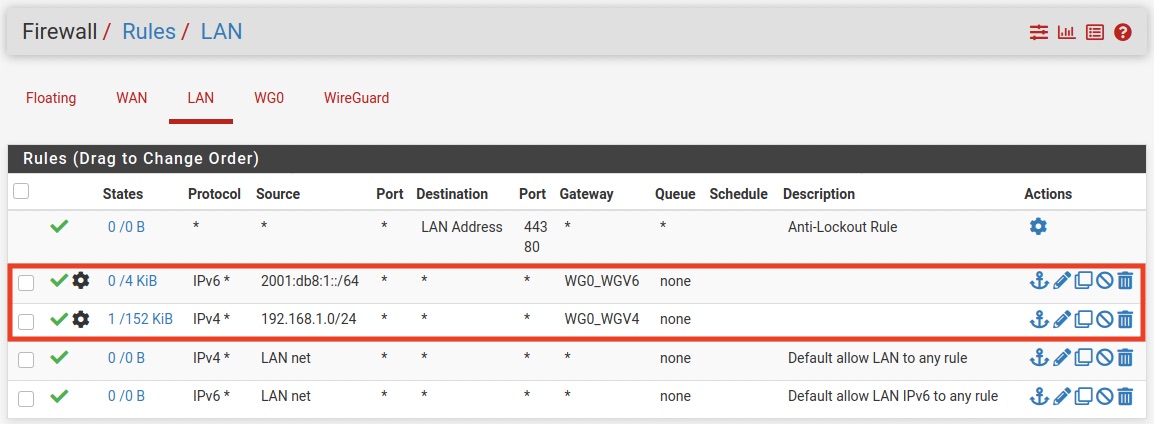 Firewall / Rules / LAN
Floating WAN LAN WG0 WireGuard
Rules (Drag to Change Order)
States Protocol Source Port Destination Port Gateway Queue Schedule Description Actions
0 /0 B * * * LAN Address 443 * * Anti-Lockout Rule
80
0 /4 KiB IPv6 * 2001:db8:1::/64 * * * WG0_WGV6 none
1 /152 KiB IPv4 * 192.168.1.0/24 * * * WG0_WGV4 none
0 /0 B IPv4 * LAN net * * * * none Default allow LAN to any rule
0 /0 B IPv6 * LAN net * * * * none Default allow LAN IPv6 to any rule